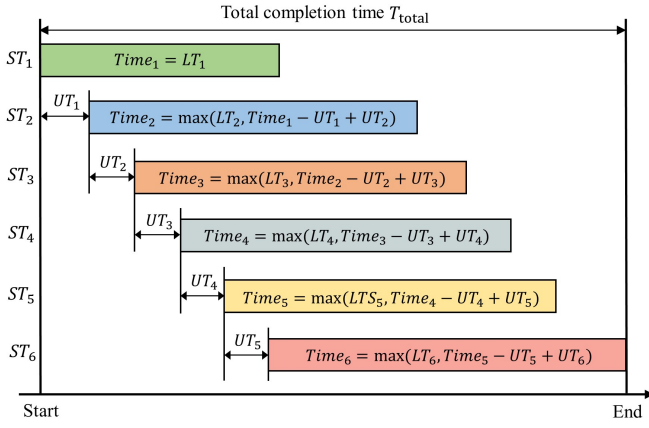 Total completion time T_total
ST_1
Time_1 = LT_1
UT_1
ST_2
Time_2 = max(LT_2, Time_1 − UT_1 + UT_2)
UT_2
ST_3
Time_3 = max(LT_3, Time_2 − UT_2 + UT_3)
UT_3
ST_4
Time_4 = max(LT_4, Time_3 − UT_3 + UT_4)
UT_4
ST_5
Time_5 = max(LTS_5, Time_4 − UT_4 + UT_5)
UT_5
ST_6
Time_6 = max(LT_6, Time_5 − UT_5 + UT_6)
Start
End